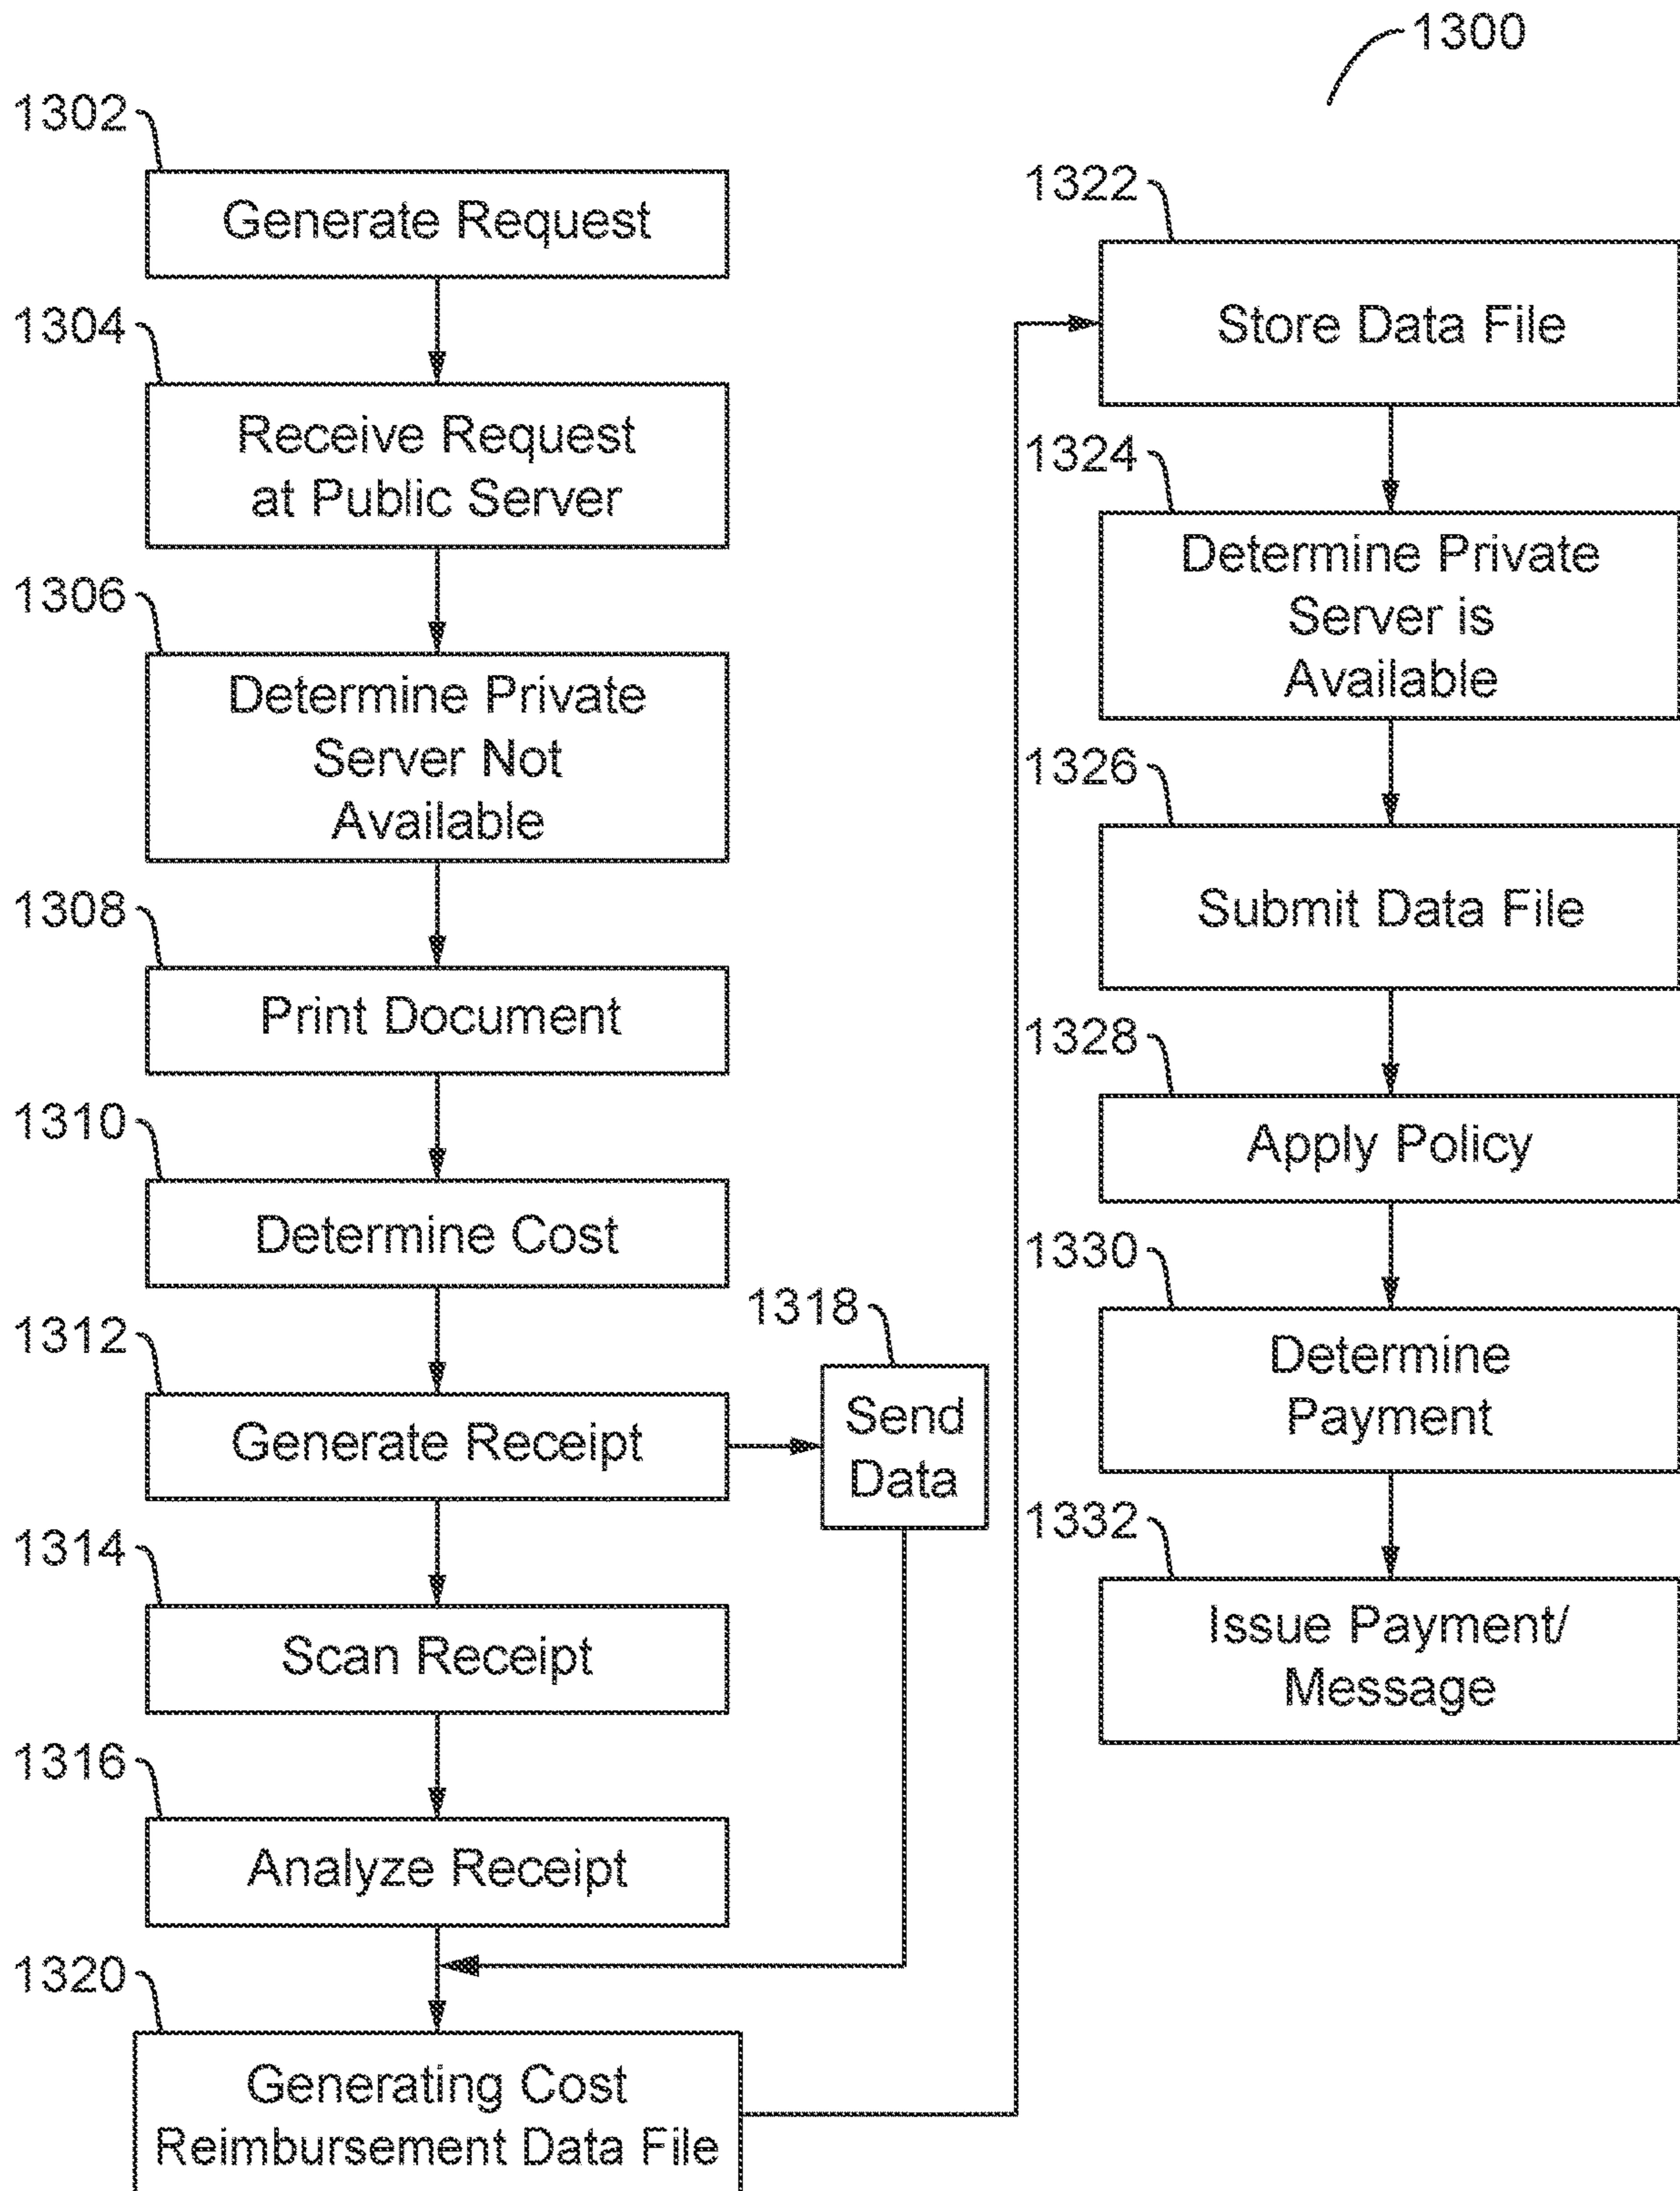 1300
1302
Generate Request
1304
Receive Request
at Public Server
1306
Determine Private
Server Not
Available
1308
Print Document
1310
Determine Cost
1312
Generate Receipt
1318
Send
Data
1314
Scan Receipt
1316
Analyze Receipt
1320
Generating Cost
Reimbursement Data File
1322
Store Data File
1324
Determine Private
Server is
Available
1326
Submit Data File
1328
Apply Policy
1330
Determine
Payment
1332
Issue Payment/
Message